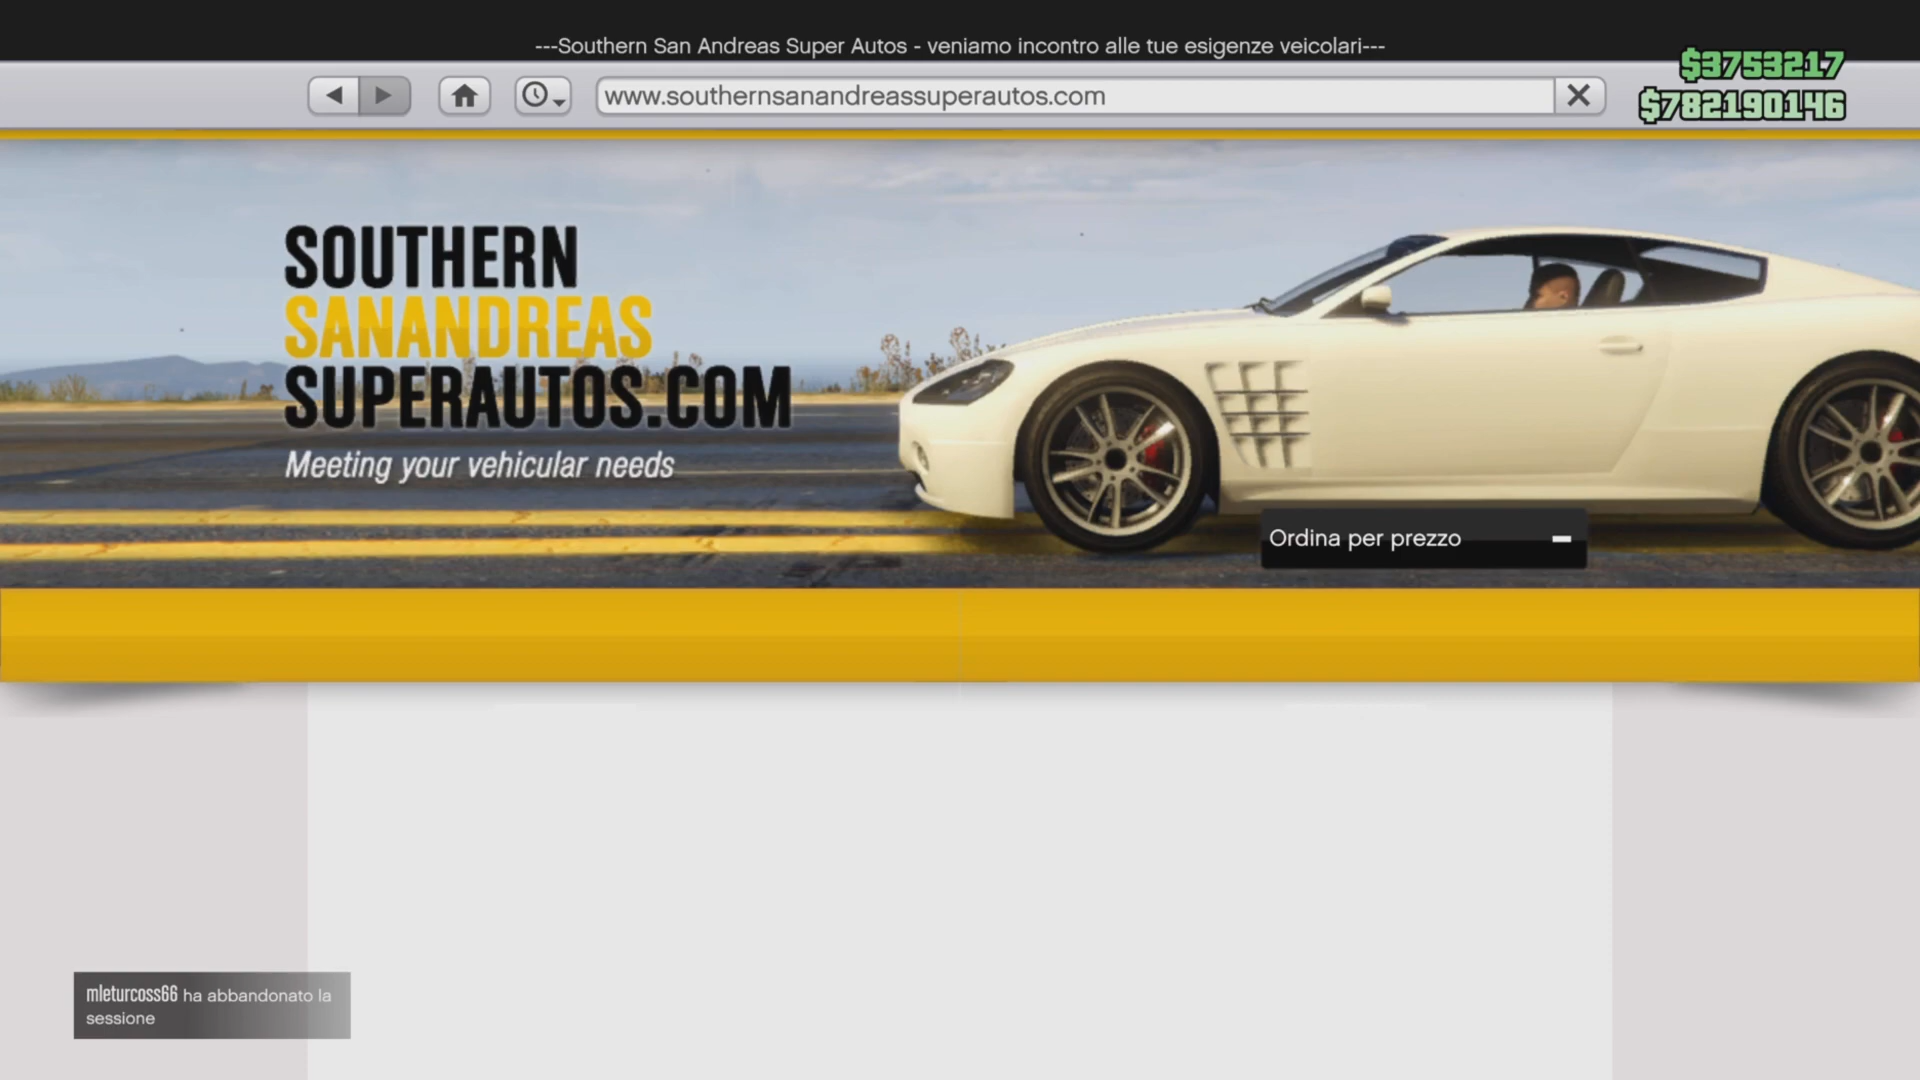 ---Southern San Andreas Super Autos - veniamo incontro alle tue esigenze veicolari---
www.southernsanandreassuperautos.com
$3753217
$782190146
SOUTHERN
SANANDREAS
SUPERAUTOS.COM
Meeting your vehicular needs
Ordina per prezzo
mleturcoss66 ha abbandonato la
sessione